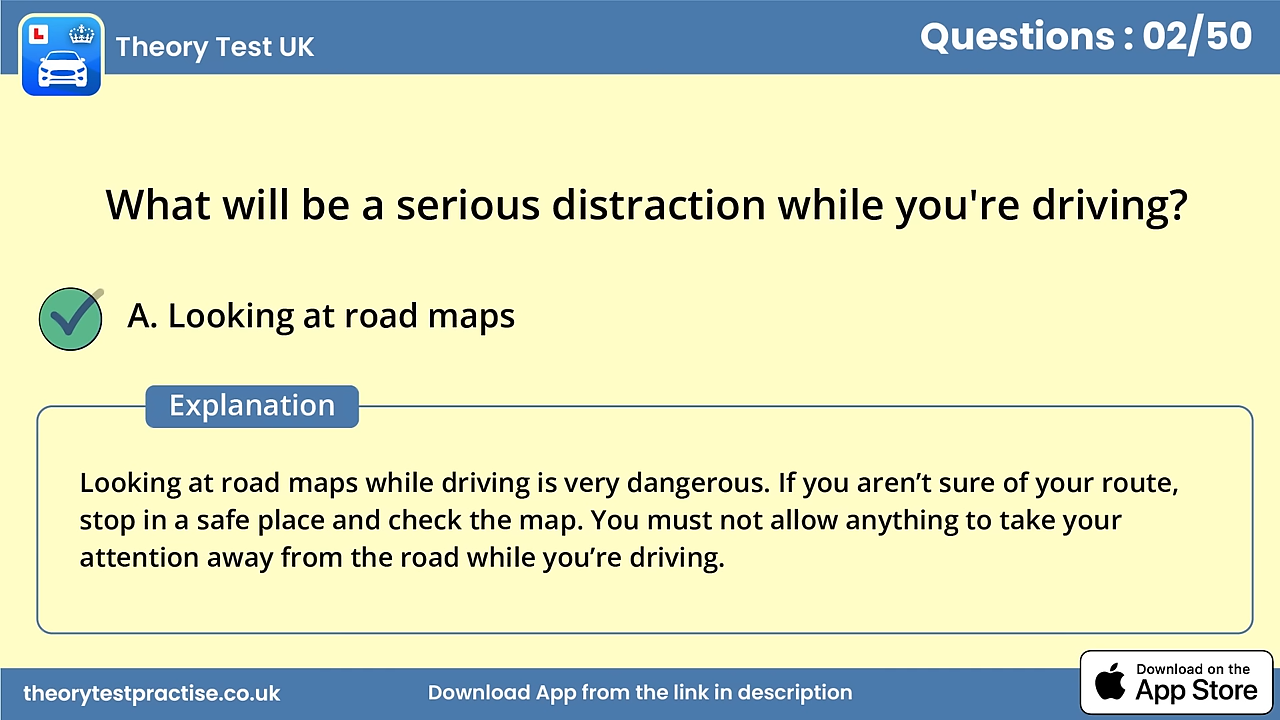 L
Theory Test UK
Questions : 02/50
What will be a serious distraction while you're driving?
A. Looking at road maps
Explanation
Looking at road maps while driving is very dangerous. If you aren’t sure of your route,
stop in a safe place and check the map. You must not allow anything to take your
attention away from the road while you’re driving.
theorytestpractise.co.uk
Download App from the link in description
Download on the
App Store